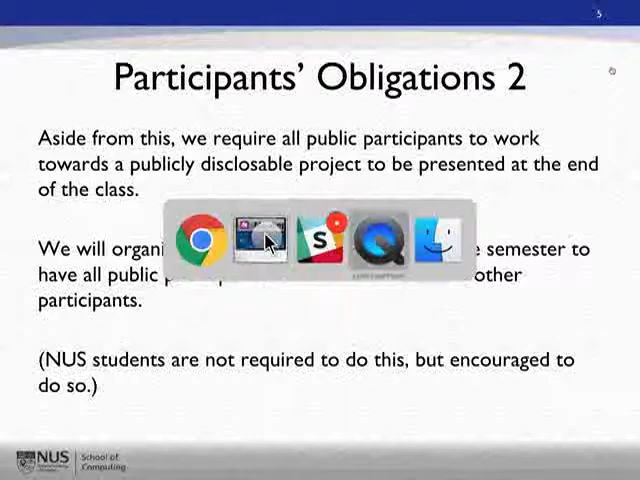 5
Participants' Obligations 2
Aside from this, we require all public participants to work
towards a publicly disclosable project to be presented at the end
of the class.
We will organi
e semester to
have all public
other
participants.
(NUS students are not required to do this, but encouraged to
do so.)
NUS
School of
Computing